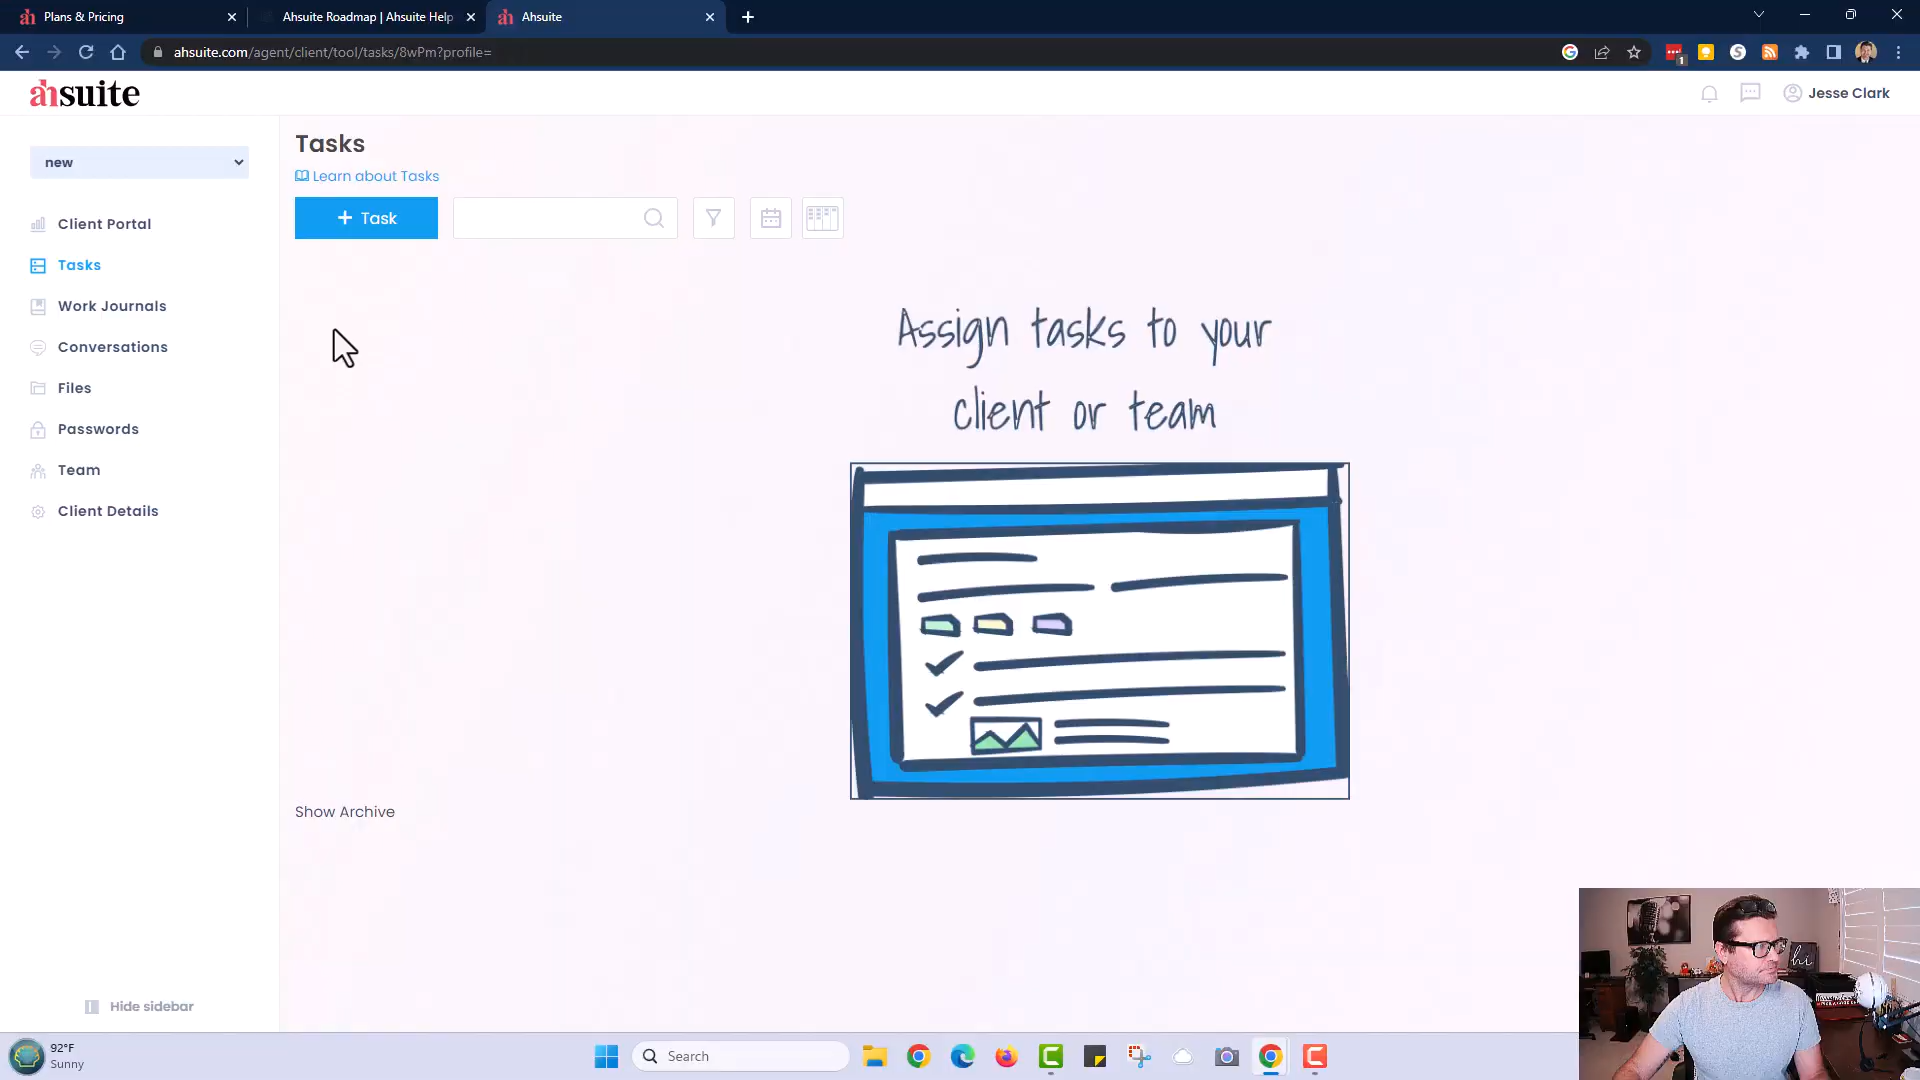 Plans & Pricing
Ahsuite Roadmap | Ahsuite Help
Ahsuite
ahsuite.com/agent/client/tool/tasks/8wPm?profile=
1
ahsuite
Jesse Clark
new
Client Portal
Tasks
Work Journals
Conversations
Files
Passwords
Team
Client Details
Hide sidebar
Tasks
Learn about Tasks
+ Task
Assign tasks to your
client or team
Show Archive
hi
92°F
Sunny
Search